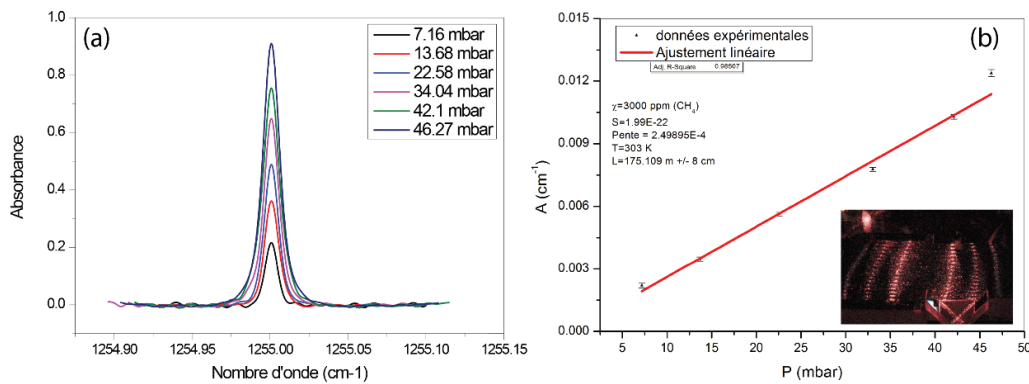 (a)
7.16 mbar
13.68 mbar
22.58 mbar
34.04 mbar
42.1 mbar
46.27 mbar
Absorbance
1.0
0.8
0.6
0.4
0.2
0.0
1254.90 1254.95 1255.00 1255.05 1255.10 1255.15
Nombre d'onde (cm-1)
(b)
données expérimentales
Ajustement linéaire
Adj. R-Square 0.98507
χ=3000 ppm (CH4)
S=1.99E-22
Pente = 2.49895E-4
T=303 K
L=175.109 m +/- 8 cm
A (cm-1)
0.015
0.012
0.009
0.006
0.003
0.000
5 10 15 20 25 30 35 40 45 50
P (mbar)